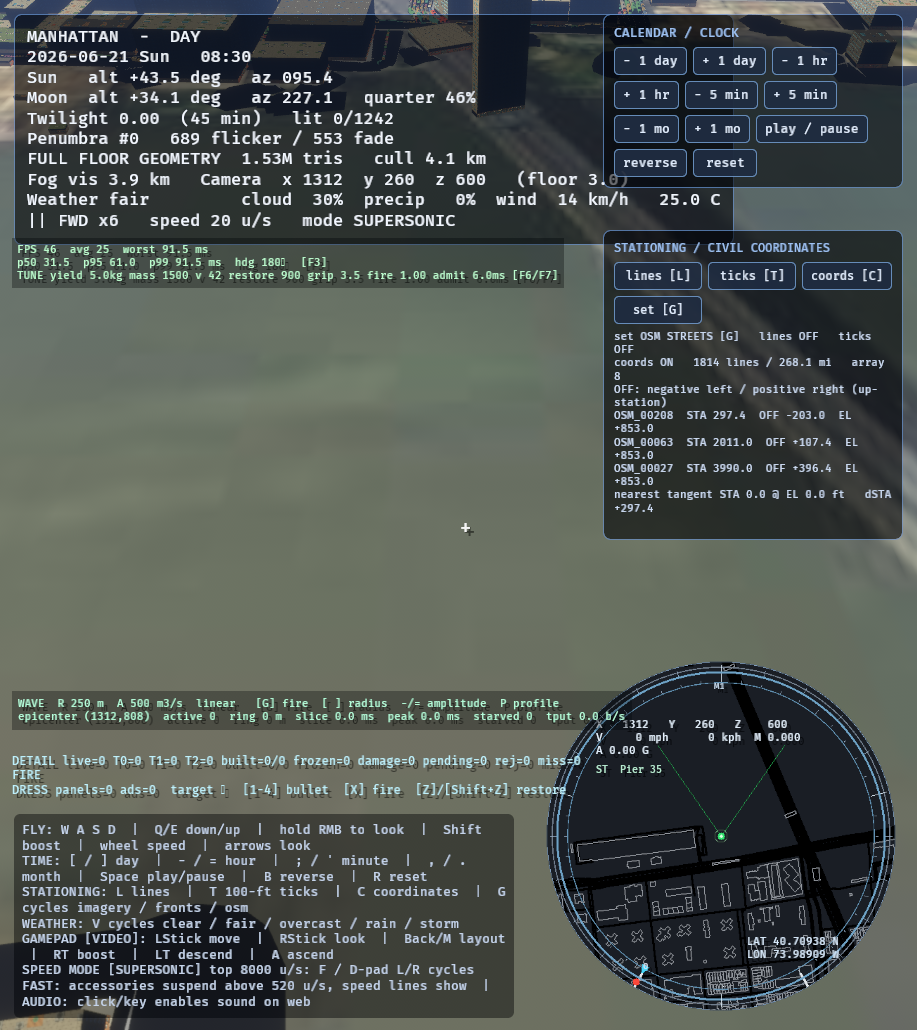 MANHATTAN  -  DAY
2026-06-21 Sun   08:30
Sun   alt +43.5 deg   az 095.4
Moon   alt +34.1 deg   az 227.1   quarter 46%
Twilight 0.00  (45 min)   lit 0/1242
Penumbra #0   689 flicker / 553 fade
FULL FLOOR GEOMETRY  1.53M tris   cull 4.1 km
Fog vis 3.9 km   Camera  x 1312  y 260  z 600   (floor 3.0)
Weather fair         cloud  30%  precip   0%  wind  14 km/h   25.0 C
|| FWD x6   speed 20 u/s   mode SUPERSONIC
FPS 46  avg 25  worst 91.5 ms
p50 31.5  p95 61.0  p99 91.5 ms  hdg 180  [F3]
TUNE yield 5.0kg mass 1500 v 42 restore 900 grip 3.5 fire 1.00 admit 6.0ms [F6/F7]
CALENDAR / CLOCK
- 1 day
+ 1 day
- 1 hr
+ 1 hr
- 5 min
+ 5 min
- 1 mo
+ 1 mo
play / pause
reverse
reset
STATIONING / CIVIL COORDINATES
lines [L]
ticks [T]
coords [C]
set [G]
set OSM STREETS [G]   lines OFF   ticks
OFF
coords ON   1814 lines / 268.1 mi   array
8
OFF: negative left / positive right (up-
station)
OSM_00208  STA 297.4  OFF -203.0  EL
+853.0
OSM_00063  STA 2011.0  OFF +107.4  EL
+853.0
OSM_00027  STA 3990.0  OFF +396.4  EL
+853.0
nearest tangent STA 0.0 @ EL 0.0 ft   dSTA
+297.4
WAVE  R 250 m  A 500 m3/s  linear   [G] fire  [ ] radius  -/= amplitude  P profile
epicenter (1312,808)  active 0  ring 0 m  slice 0.0 ms  peak 0.0 ms  starved 0  tput 0.0 b/s
DETAIL live=0 T0=0 T1=0 T2=0 built=0/0 frozen=0 damage=0 pending=0 rej=0 miss=0
FIRE
DRESS panels=0 ads=0  target  [1-4] bullet  [X] fire  [Z]/[Shift+Z] restore
FLY: W A S D  |  Q/E down/up  |  hold RMB to look  |  Shift
boost  |  wheel speed  |  arrows look
TIME: [ / ] day  |  - / = hour  |  ; / ' minute  |  , / .
month  |  Space play/pause  |  B reverse  |  R reset
STATIONING: L lines  |  T 100-ft ticks  |  C coordinates  |  G
cycles imagery / fronts / osm
WEATHER: V cycles clear / fair / overcast / rain / storm
GAMEPAD [VIDEO]: LStick move  |  RStick look  |  Back/M layout
|  RT boost  |  LT descend  |  A ascend
SPEED MODE [SUPERSONIC] top 8000 u/s: F / D-pad L/R cycles
FAST: accessories suspend above 520 u/s, speed lines show  |
AUDIO: click/key enables sound on web
X   1312   Y   260   Z   600
V     0 mph      0 kph  M 0.000
A 0.00 G
ST  Pier 35
LAT 40.70938 N
LON 73.98909 W